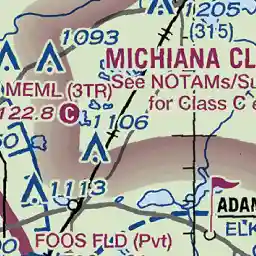 1205
(315)
1093
MICHIANA CL
MEML (3TR)
See NOTAMs/Su
122.8 C
for Class C e
1106
1113
ADAM
ELK
FOOS FLD (Pvt)
00